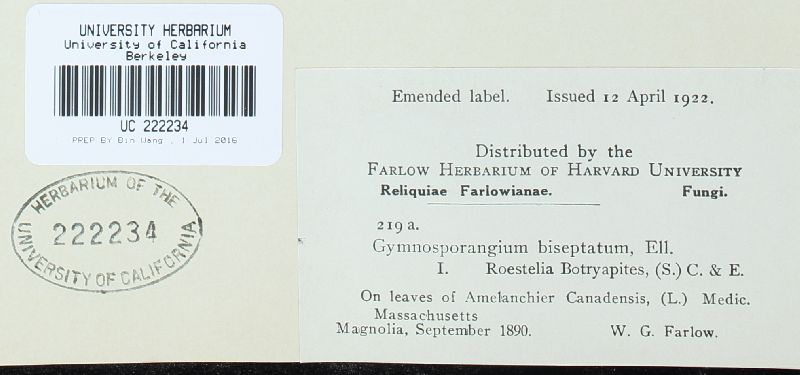 UNIVERSITY HERBARIUM
University of California
Berkeley
UC 222234
PREP BY Bin Wang , 1 Jul 2016
HERBARIUM OF THE
222234
UNIVERSITY OF CALIFORNIA
Emended label. Issued 12 April 1922.
Distributed by the
FARLOW HERBARIUM OF HARVARD UNIVERSITY
Reliquiae Farlowianae. Fungi.
219 a.
Gymnosporangium biseptatum, Ell.
I. Roestelia Botryapites, (S.) C. & E.
On leaves of Amelanchier Canadensis, (L.) Medic.
Massachusetts
Magnolia, September 1890. W. G. Farlow.